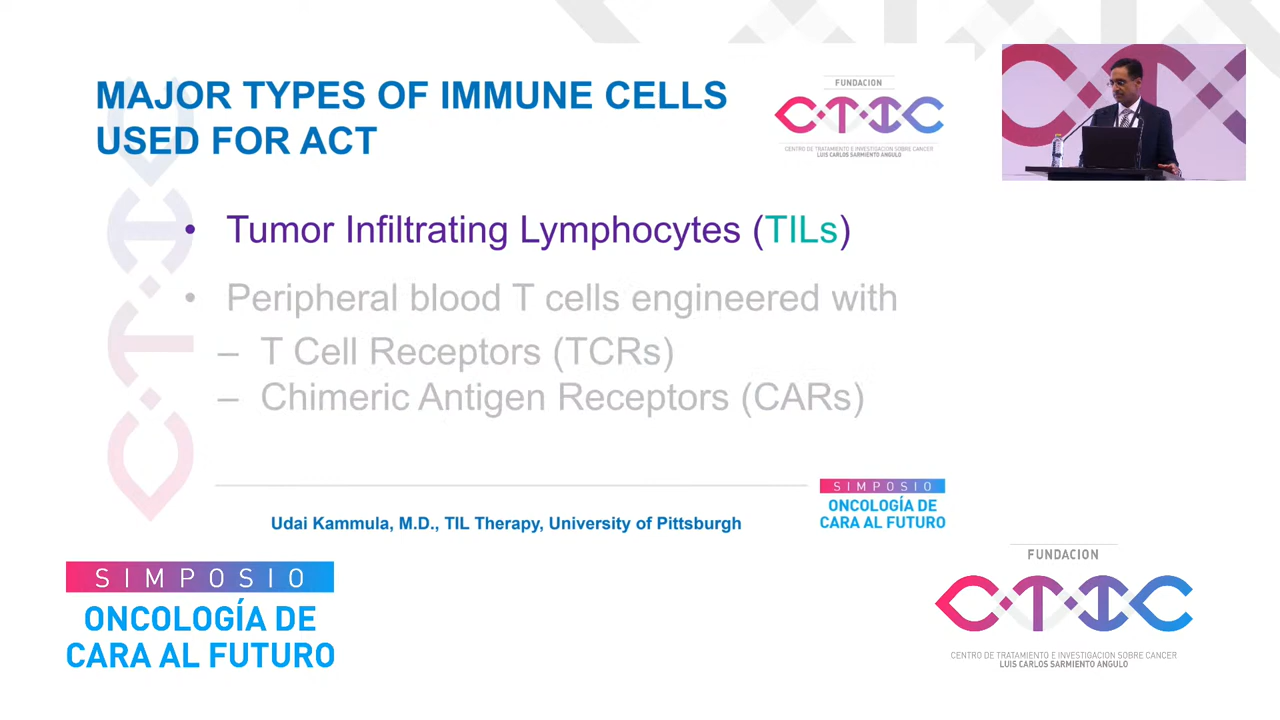 MAJOR TYPES OF IMMUNE CELLS
USED FOR ACT
FUNDACION
CTIC
CENTRO DE TRATAMIENTO E INVESTIGACION SOBRE CANCER
LUIS CARLOS SARMIENTO ANGULO
• Tumor Infiltrating Lymphocytes (TILs)
• Peripheral blood T cells engineered with
– T Cell Receptors (TCRs)
– Chimeric Antigen Receptors (CARs)
CTIC
Udai Kammula, M.D., TIL Therapy, University of Pittsburgh
SIMPOSIO
ONCOLOGÍA DE
CARA AL FUTURO
SIMPOSIO
ONCOLOGÍA DE
CARA AL FUTURO
FUNDACION
CTIC
CENTRO DE TRATAMIENTO E INVESTIGACION SOBRE CANCER
LUIS CARLOS SARMIENTO ANGULO